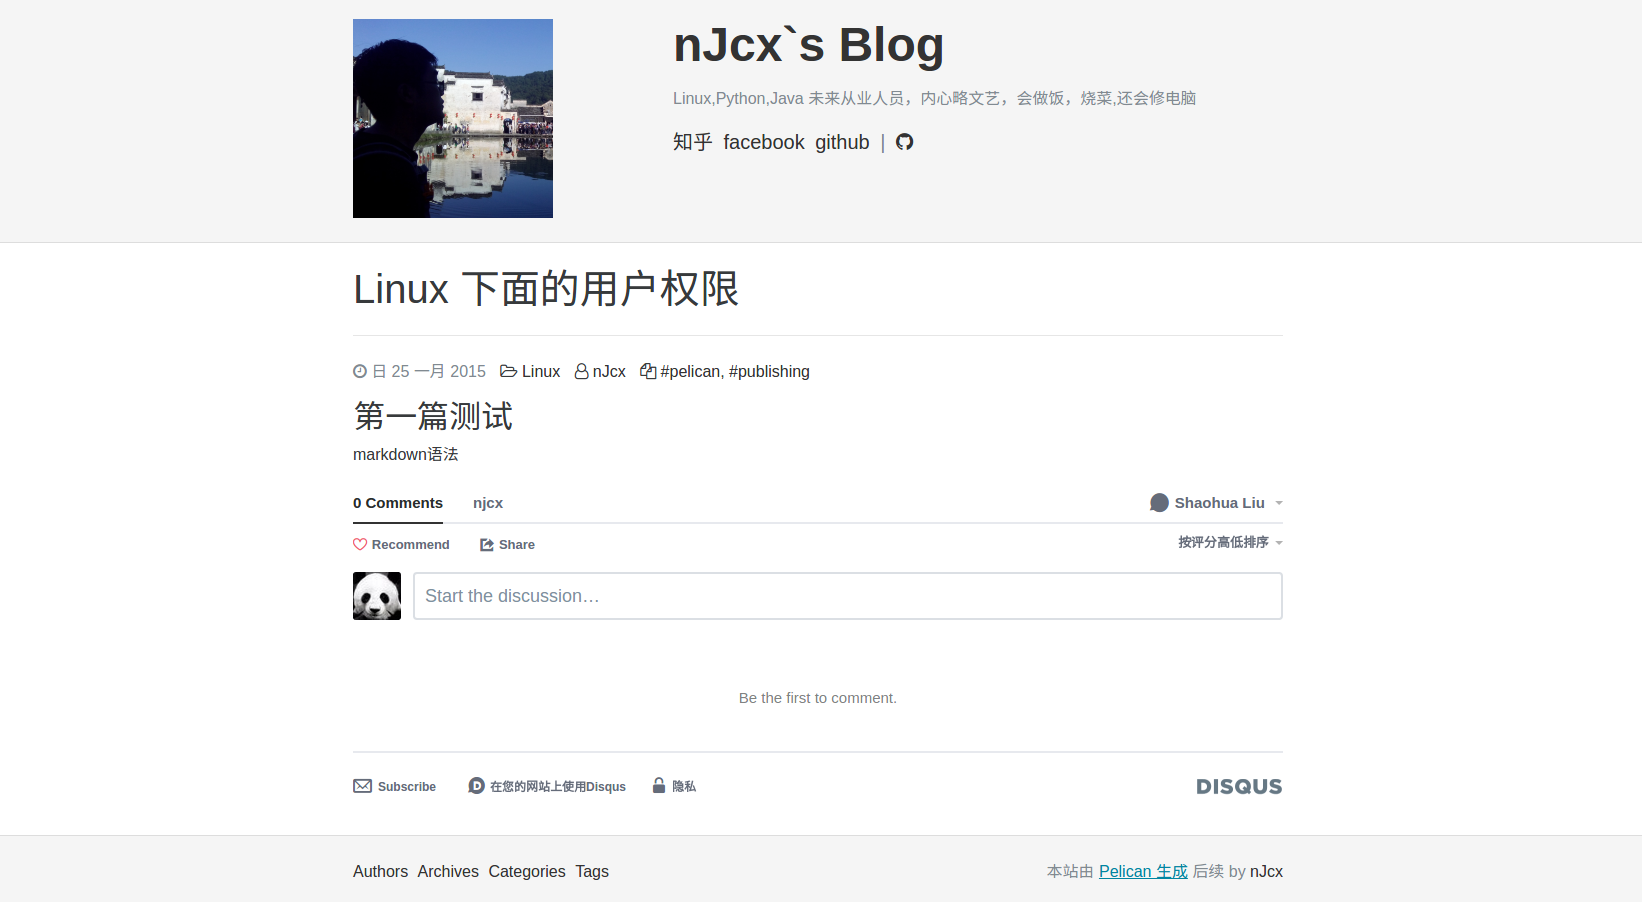 nJcx`s Blog
Linux,Python,Java 未来从业人员，内心略文艺，会做饭，烧菜,还会修电脑
知乎 facebook github |
Linux 下面的用户权限
日 25 一月 2015 Linux nJcx #pelican, #publishing
第一篇测试
markdown语法
0 Comments njcx Shaohua Liu
Recommend Share 按评分高低排序
Start the discussion…
Be the first to comment.
Subscribe 在您的网站上使用Disqus 隐私 DISQUS
Authors Archives Categories Tags 本站由 Pelican 生成 后续 by nJcx